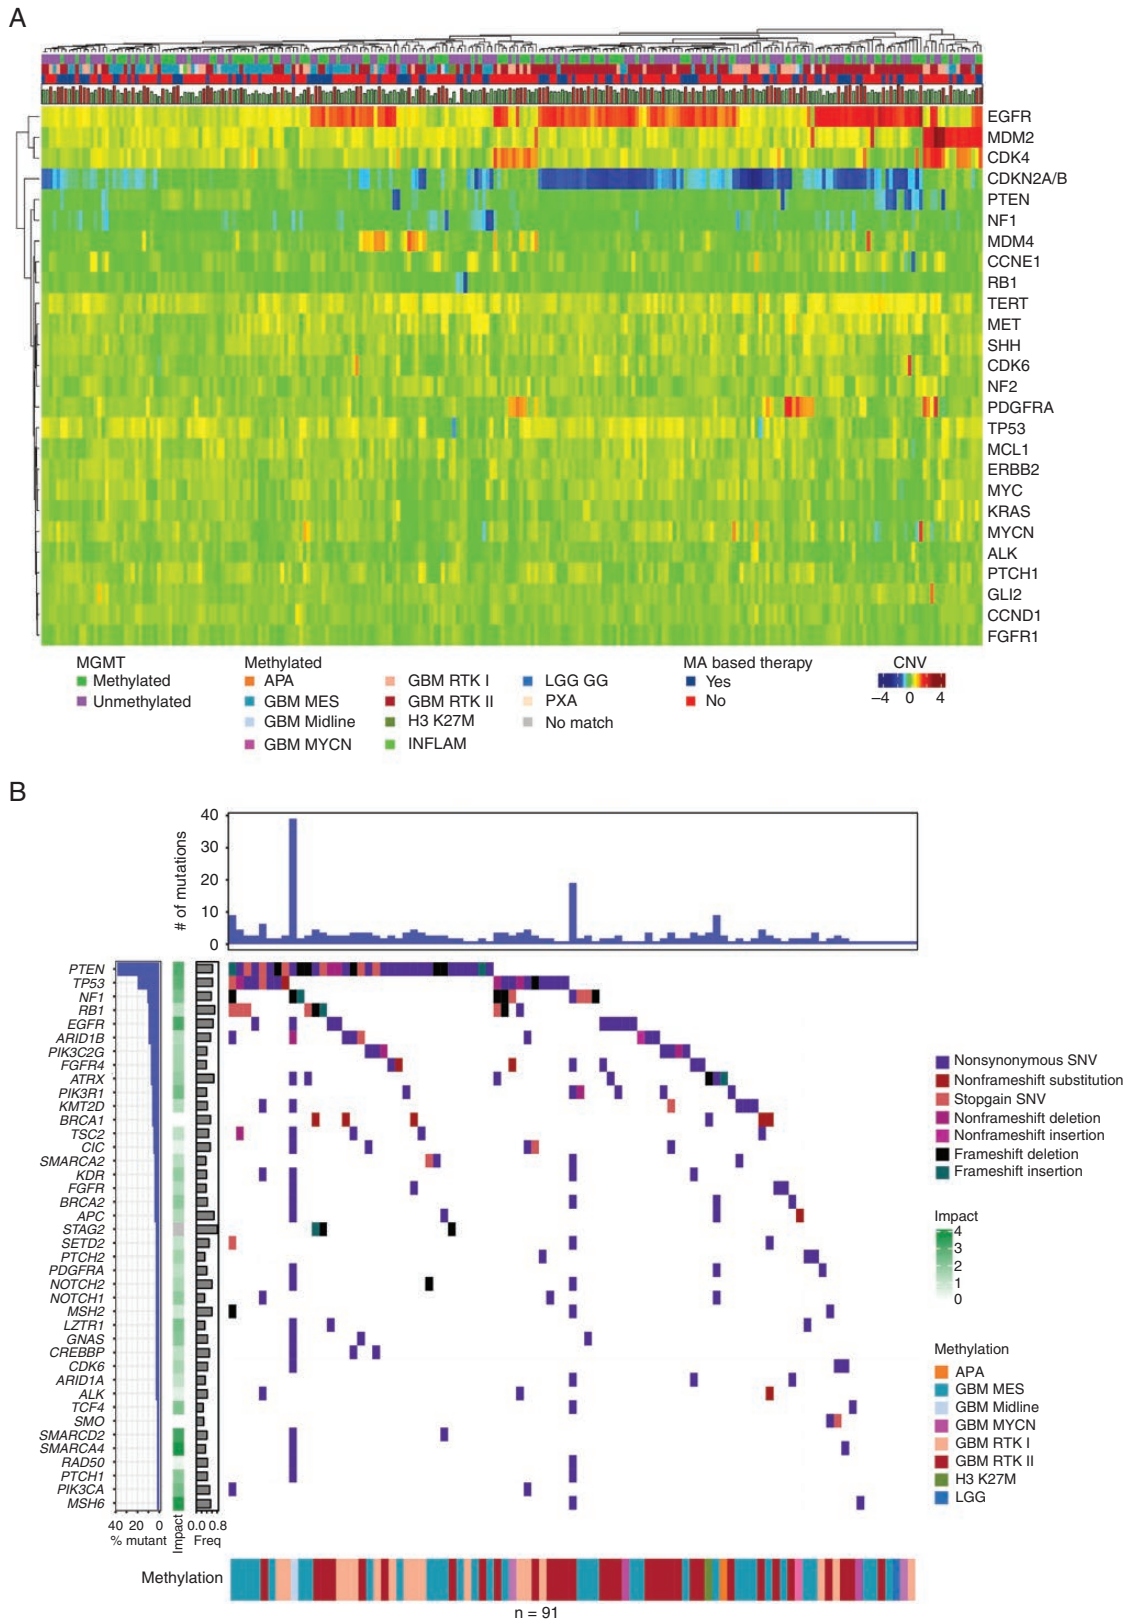 A
EGFR
MDM2
CDK4
CDKN2A/B
PTEN
NF1
MDM4
CCNE1
RB1
TERT
MET
SHH
CDK6
NF2
PDGFRA
TP53
MCL1
ERBB2
MYC
KRAS
MYCN
ALK
PTCH1
GLI2
CCND1
FGFR1
MGMT
Methylated
Unmethylated
Methylated
APA
GBM MES
GBM Midline
GBM MYCN
GBM RTK I
GBM RTK II
H3 K27M
INFLAM
LGG GG
PXA
No match
MA based therapy
Yes
No
CNV
–4 0 4
B
# of mutations
40
30
20
10
0
PTEN
TP53
NF1
RB1
EGFR
ARID1B
PIK3C2G
FGFR4
ATRX
PIK3R1
KMT2D
BRCA1
TSC2
CIC
SMARCA2
KDR
FGFR
BRCA2
APC
STAG2
SETD2
PTCH2
PDGFRA
NOTCH2
NOTCH1
MSH2
LZTR1
GNAS
CREBBP
CDK6
ARID1A
ALK
TCF4
SMO
SMARCD2
SMARCA4
RAD50
PTCH1
PIK3CA
MSH6
40 20 0
% mutant
Impact
0.0 0.8
Freq
Nonsynonymous SNV
Nonframeshift substitution
Stopgain SNV
Nonframeshift deletion
Nonframeshift insertion
Frameshift deletion
Frameshift insertion
Impact
4
3
2
1
0
Methylation
APA
GBM MES
GBM Midline
GBM MYCN
GBM RTK I
GBM RTK II
H3 K27M
LGG
Methylation
n = 91